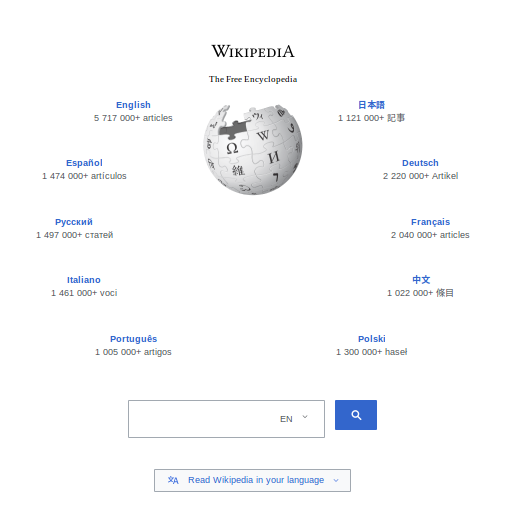 WIKIPEDIA
The Free Encyclopedia
English
5 717 000+ articles
日本語
1 121 000+ 記事
Español
1 474 000+ artículos
Deutsch
2 220 000+ Artikel
Русский
1 497 000+ статей
Français
2 040 000+ articles
Italiano
1 461 000+ voci
中文
1 022 000+ 條目
Português
1 005 000+ artigos
Polski
1 300 000+ haseł
EN
Read Wikipedia in your language
Ω
W
И
維